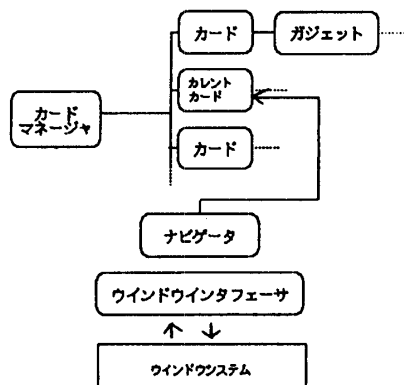 カード
ガジェット
カレント
カード
カード
マネージャ
カード
ナビゲータ
ウインドウインタフェーサ
ウインドウシステム